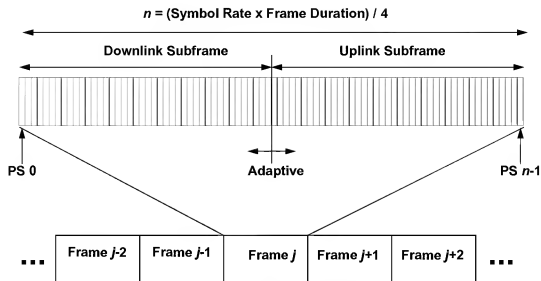 n = (Symbol Rate x Frame Duration) / 4
Downlink Subframe Uplink Subframe
PS 0 Adaptive PS n-1
... Frame j-2 Frame j-1 Frame j Frame j+1 Frame j+2 ...